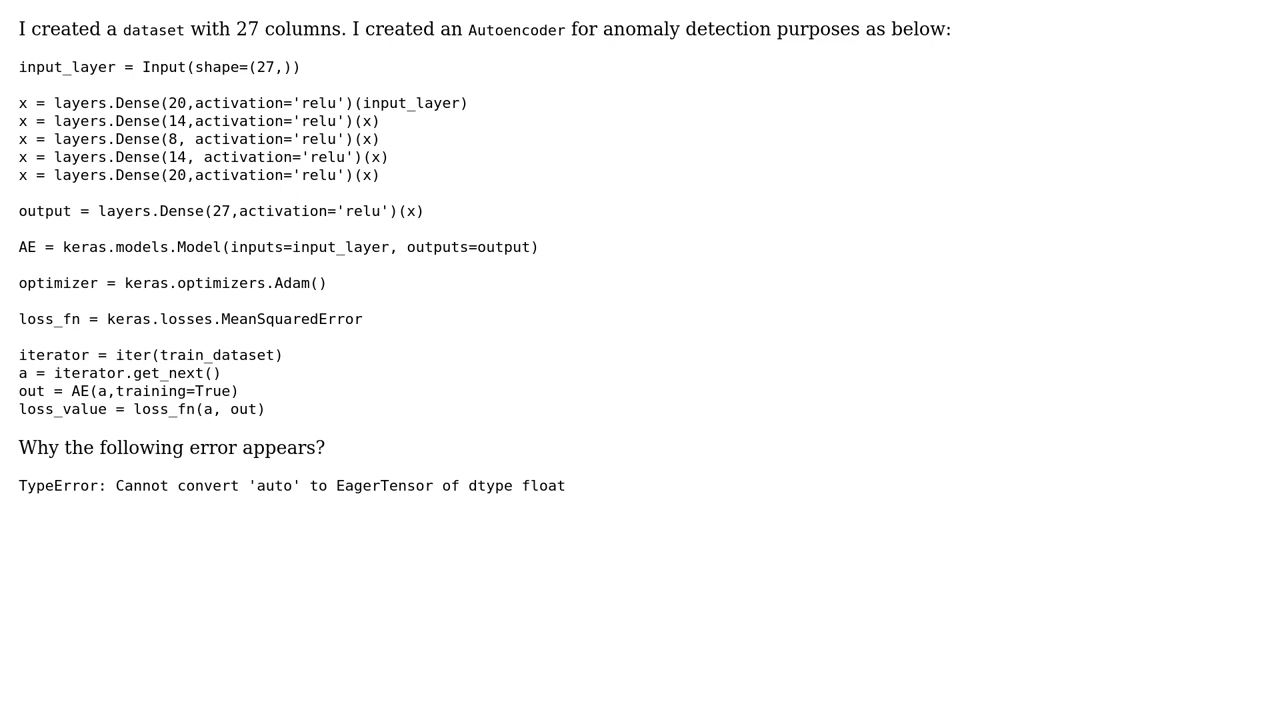 I created a dataset with 27 columns. I created an Autoencoder for anomaly detection purposes as below:
input_layer = Input(shape=(27,))
x = layers.Dense(20,activation='relu')(input_layer)
x = layers.Dense(14,activation='relu')(x)
x = layers.Dense(8, activation='relu')(x)
x = layers.Dense(14, activation='relu')(x)
x = layers.Dense(20,activation='relu')(x)
output = layers.Dense(27,activation='relu')(x)
AE = keras.models.Model(inputs=input_layer, outputs=output)
optimizer = keras.optimizers.Adam()
loss_fn = keras.losses.MeanSquaredError
iterator = iter(train_dataset)
a = iterator.get_next()
out = AE(a,training=True)
loss_value = loss_fn(a, out)
Why the following error appears?
TypeError: Cannot convert 'auto' to EagerTensor of dtype float